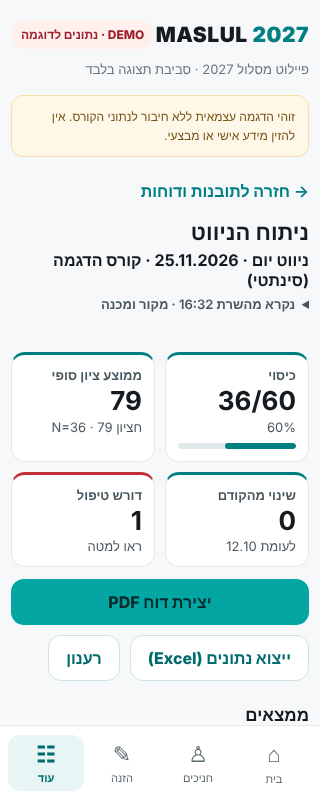 MASLUL 2027
DEMO · נתונים לדוגמה
פיילוט מסלול 2027 · סביבת תצוגה בלבד
זוהי הדגמה עצמאית ללא חיבור לנתוני הקורס. אין
להזין מידע אישי או מבצעי.
→ חזרה לתובנות ודוחות
ניתוח הניווט
ניווט יום · 25.11.2026 · קורס הדגמה
(סינתטי)
◀ נקרא מהשרת 16:32 · מקור ומכנה
כיסוי
36/60
60%
ממוצע ציון סופי
79
חציון 79 · N=36
שינוי מהקודם
0
לעומת 12.10
דורש טיפול
1
ראו למטה
יצירת דוח PDF
ייצוא נתונים (Excel)
רענון
ממצאים
בית
חניכים
הזנה
עוד